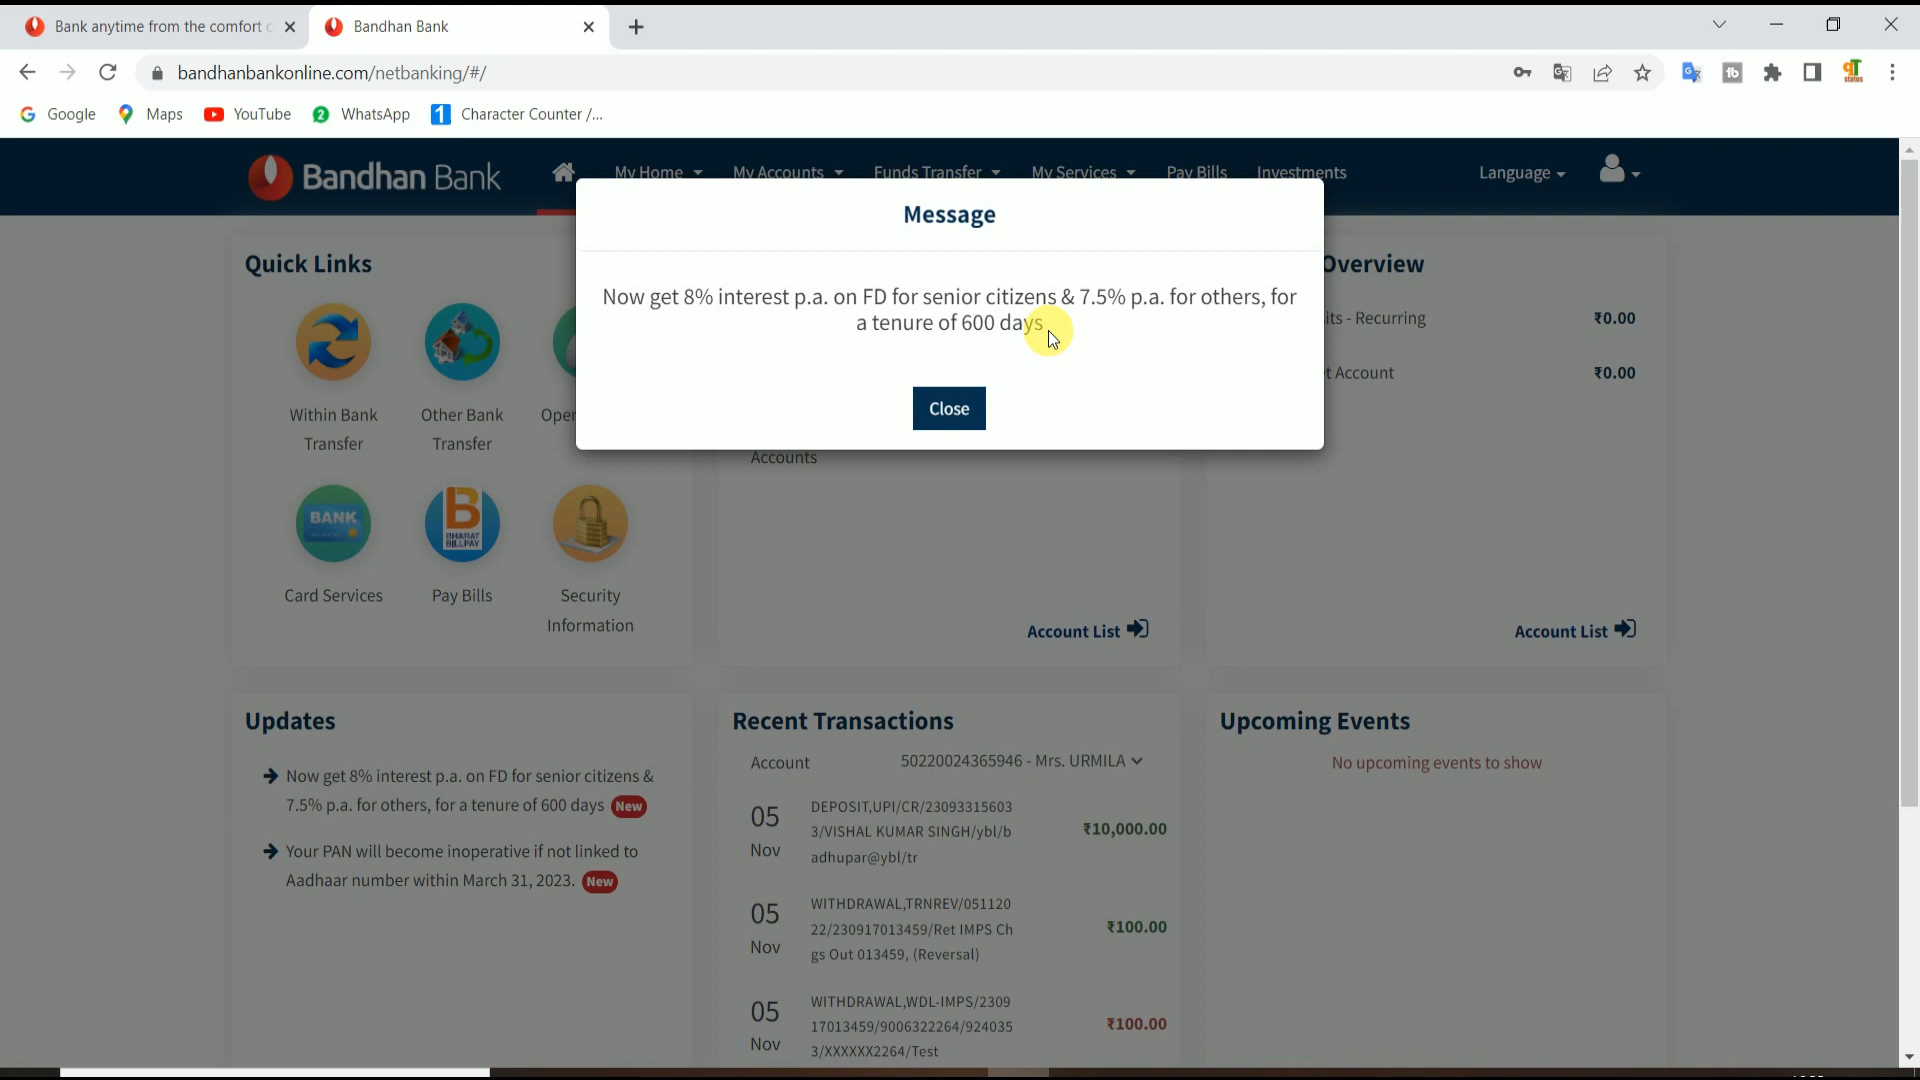 Bank anytime from the comfort
Bandhan Bank
bandhanbankonline.com/netbanking/#/
Google
Maps
YouTube
WhatsApp
Character Counter /...
Bandhan Bank
My Home
My Accounts
Funds Transfer
My Services
Pay Bills
Investments
Language
Message
Now get 8% interest p.a. on FD for senior citizens & 7.5% p.a. for others, for
a tenure of 600 days
Close
Quick Links
Within Bank
Transfer
Other Bank
Transfer
BANK
Card Services
BHARAT
BILLPAY
Pay Bills
Security
Information
Accounts
Account List
Overview
- Recurring
₹0.00
Account
₹0.00
Account List
Updates
Now get 8% interest p.a. on FD for senior citizens &
7.5% p.a. for others, for a tenure of 600 days New
Your PAN will become inoperative if not linked to
Aadhaar number within March 31, 2023. New
Recent Transactions
Account
50220024365946 - Mrs. URMILA
05
Nov
DEPOSIT,UPI/CR/23093315603
3/VISHAL KUMAR SINGH/ybl/b
adhupar@ybl/tr
₹10,000.00
05
Nov
WITHDRAWAL,TRNREV/051120
22/230917013459/Ret IMPS Ch
gs Out 013459, (Reversal)
₹100.00
05
Nov
WITHDRAWAL,WDL-IMPS/2309
17013459/9006322264/924035
3/XXXXXX2264/Test
₹100.00
Upcoming Events
No upcoming events to show